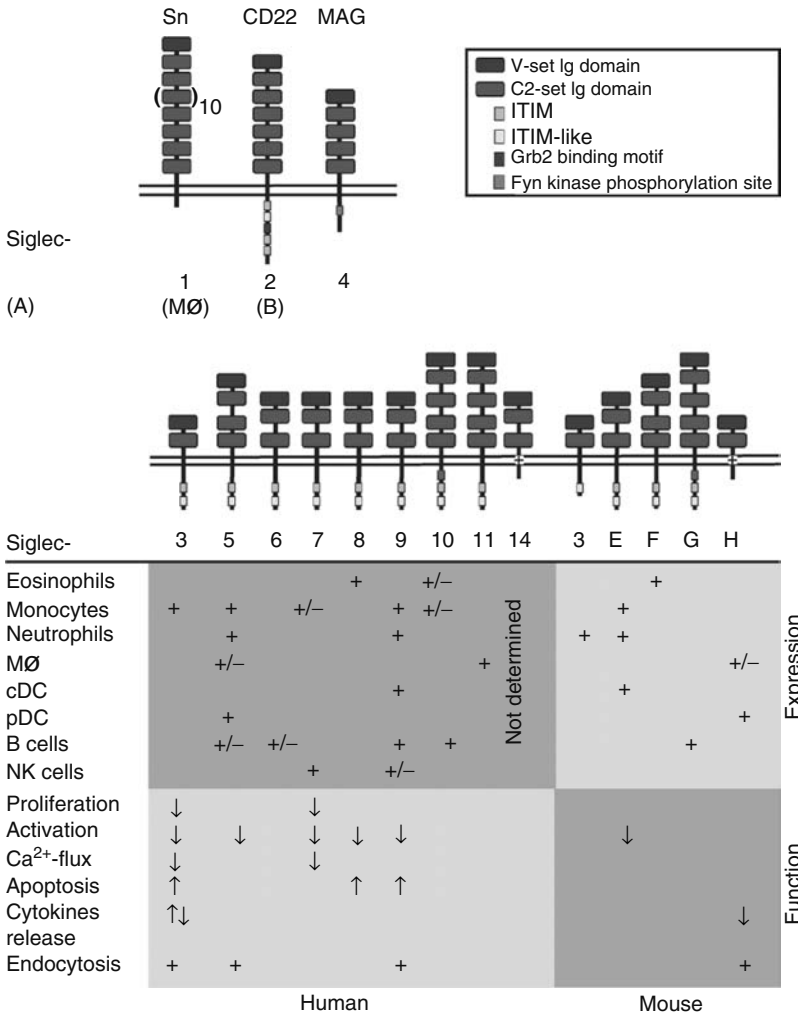 Sn CD22 MAG
( )10
V-set Ig domain
C2-set Ig domain
ITIM
ITIM-like
Grb2 binding motif
Fyn kinase phosphorylation site
Siglec-
1 2 4
(A) (MØ) (B)
Siglec- 3 5 6 7 8 9 10 11 14 3 E F G H
Eosinophils + +/– +
Monocytes + + +/– + +/– +
Neutrophils + + + +
MØ +/– + +/–
cDC + +
pDC + +
B cells +/– +/– + + +
NK cells + +/–
Not determined
Expression
Proliferation ↓ ↓
Activation ↓ ↓ ↓ ↓ ↓ ↓
Ca2+-flux ↓ ↓
Apoptosis ↑ ↑ ↑
Cytokines ↑↓ ↓
release
Endocytosis + + + +
Function
Human Mouse